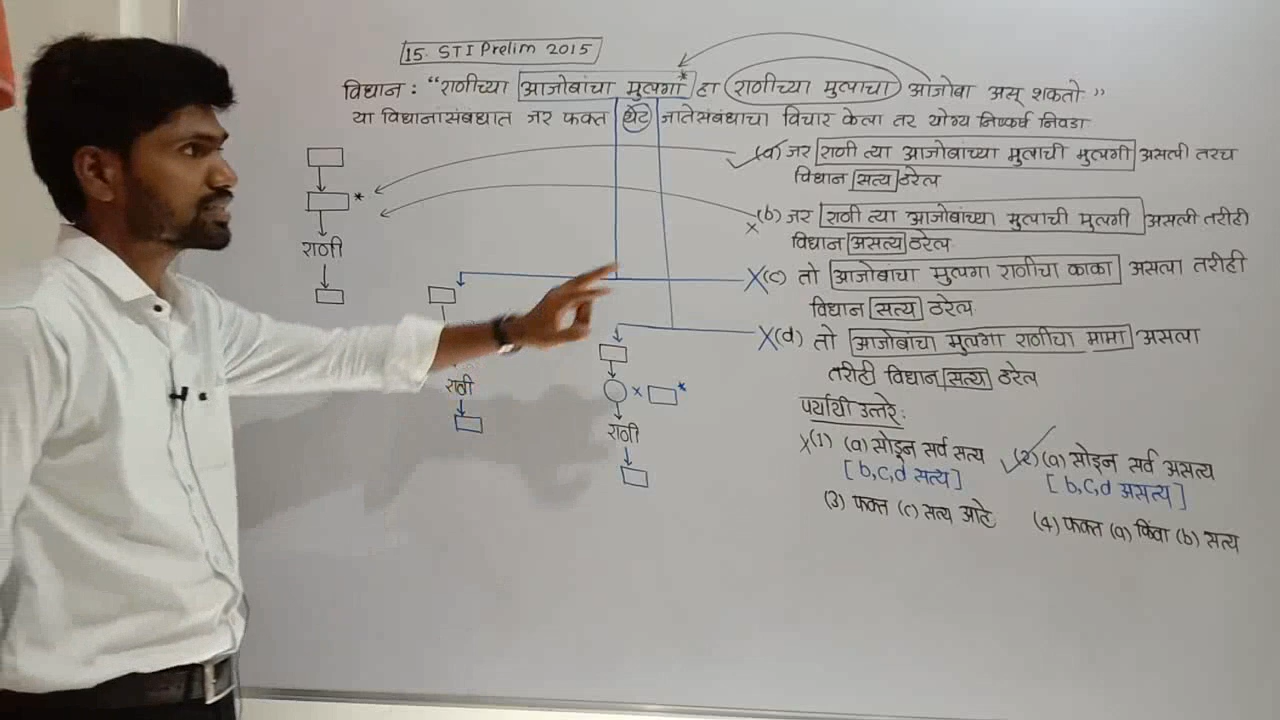 15. STI Prelim 2015
विधान : “राणीच्या आजोबांचा मुलगा* हा राणीच्या मुलाचा आजोबा असू शकतो.”
या विधानासंबधात जर फक्त थेट नातेसंबंधाचा विचार केला तर योग्य निष्कर्ष निवडा
(a) जर राणी त्या आजोबांच्या मुलाची मुलगी असली तरच
विधान सत्य ठरेल
x (b) जर राणी त्या आजोबांच्या मुलाची मुलगी असली तरीही
विधान असत्य ठरेल.
X (c) तो आजोबांचा मुलगा राणीचा काका असला तरीही
विधान सत्य ठरेल.
X (d) तो आजोबांचा मुलगा राणीचा मामा असला
तरीही विधान सत्य ठरेल
*
राणी
राणी
x *
राणी
पर्यायी उत्तरे :
x (1) (a) सोडून सर्व सत्य
[b,c,d सत्य]
(2) (a) सोडून सर्व असत्य
[b,c,d असत्य]
(3) फक्त (c) सत्य आहे.
(4) फक्त (a) किंवा (b) सत्य